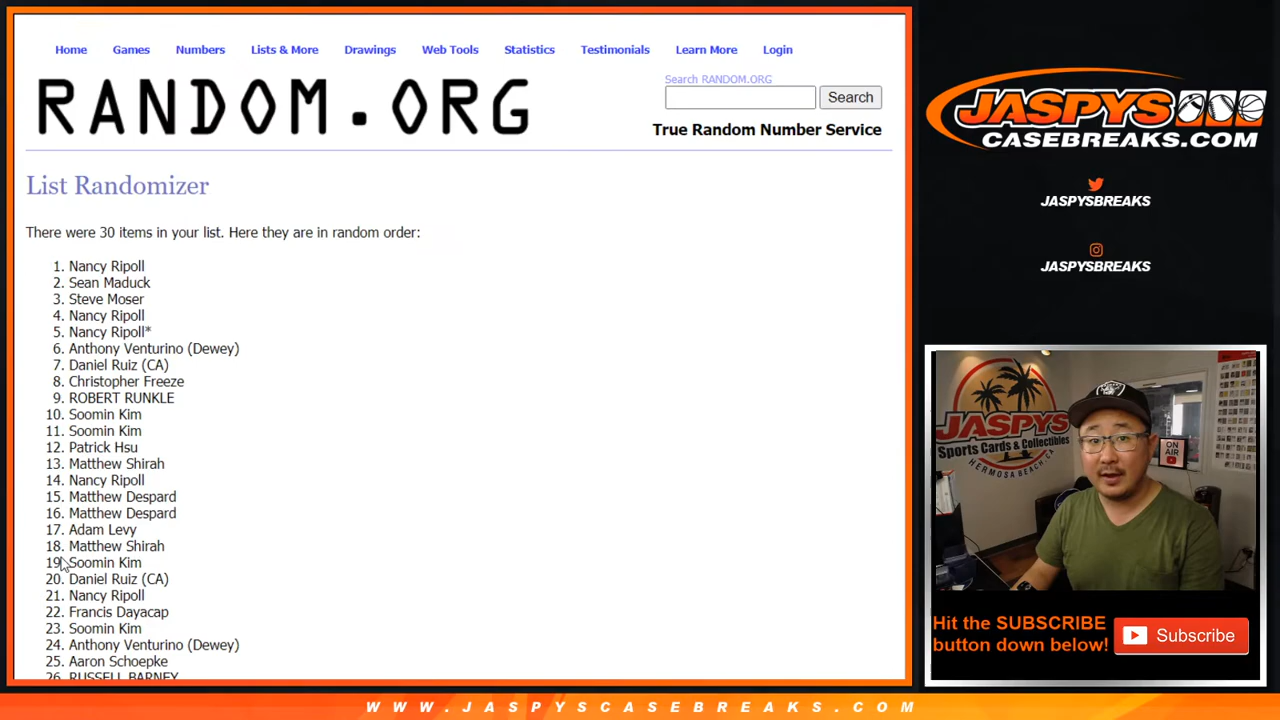 Home Games Numbers Lists & More Drawings Web Tools Statistics Testimonials Learn More Login
RANDOM.ORG
Search RANDOM.ORG
Search
True Random Number Service
List Randomizer
There were 30 items in your list. Here they are in random order:
1. Nancy Ripoll
2. Sean Maduck
3. Steve Moser
4. Nancy Ripoll
5. Nancy Ripoll*
6. Anthony Venturino (Dewey)
7. Daniel Ruiz (CA)
8. Christopher Freeze
9. ROBERT RUNKLE
10. Soomin Kim
11. Soomin Kim
12. Patrick Hsu
13. Matthew Shirah
14. Nancy Ripoll
15. Matthew Despard
16. Matthew Despard
17. Adam Levy
18. Matthew Shirah
19. Soomin Kim
20. Daniel Ruiz (CA)
21. Nancy Ripoll
22. Francis Dayacap
23. Soomin Kim
24. Anthony Venturino (Dewey)
25. Aaron Schoepke
26. RUSSELL BARNEY
JASPYS
CASEBREAKS.COM
JASPYSBREAKS
JASPYSBREAKS
JASPYS
Sports Cards & Collectibles
HERMOSA BEACH, CA
ON AIR
Hit the SUBSCRIBE
button down below!
Subscribe
WWW.JASPYSCASEBREAKS.COM